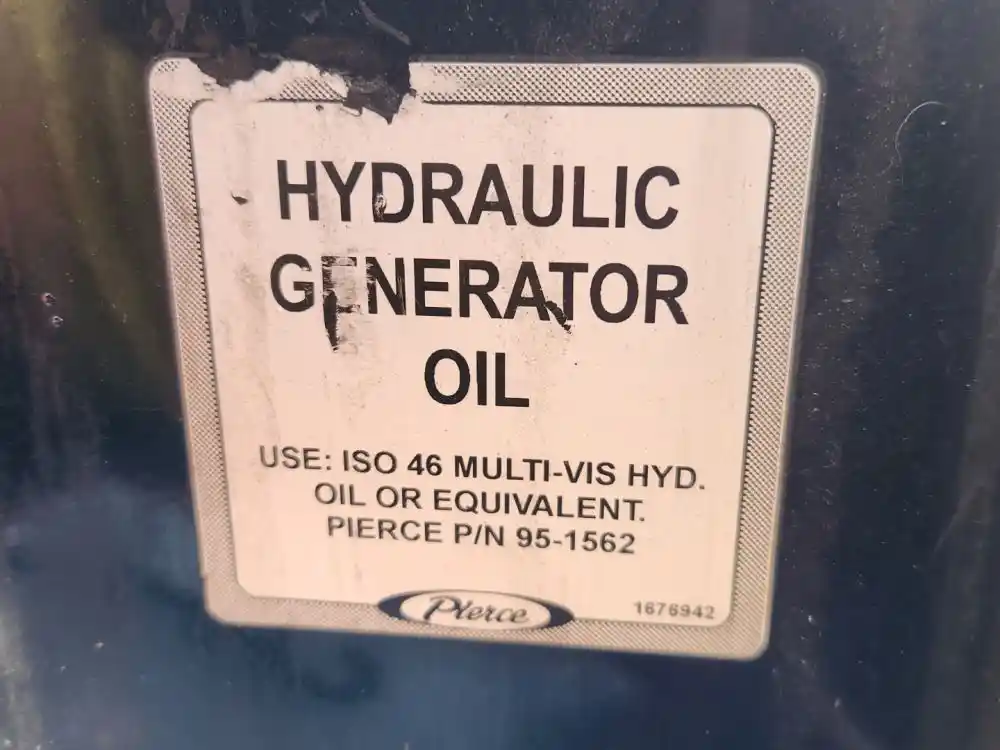 HYDRAULIC
GENERATOR
OIL
USE: ISO 46 MULTI-VIS HYD.
OIL OR EQUIVALENT.
PIERCE P/N 95-1562
Pierce
1676942